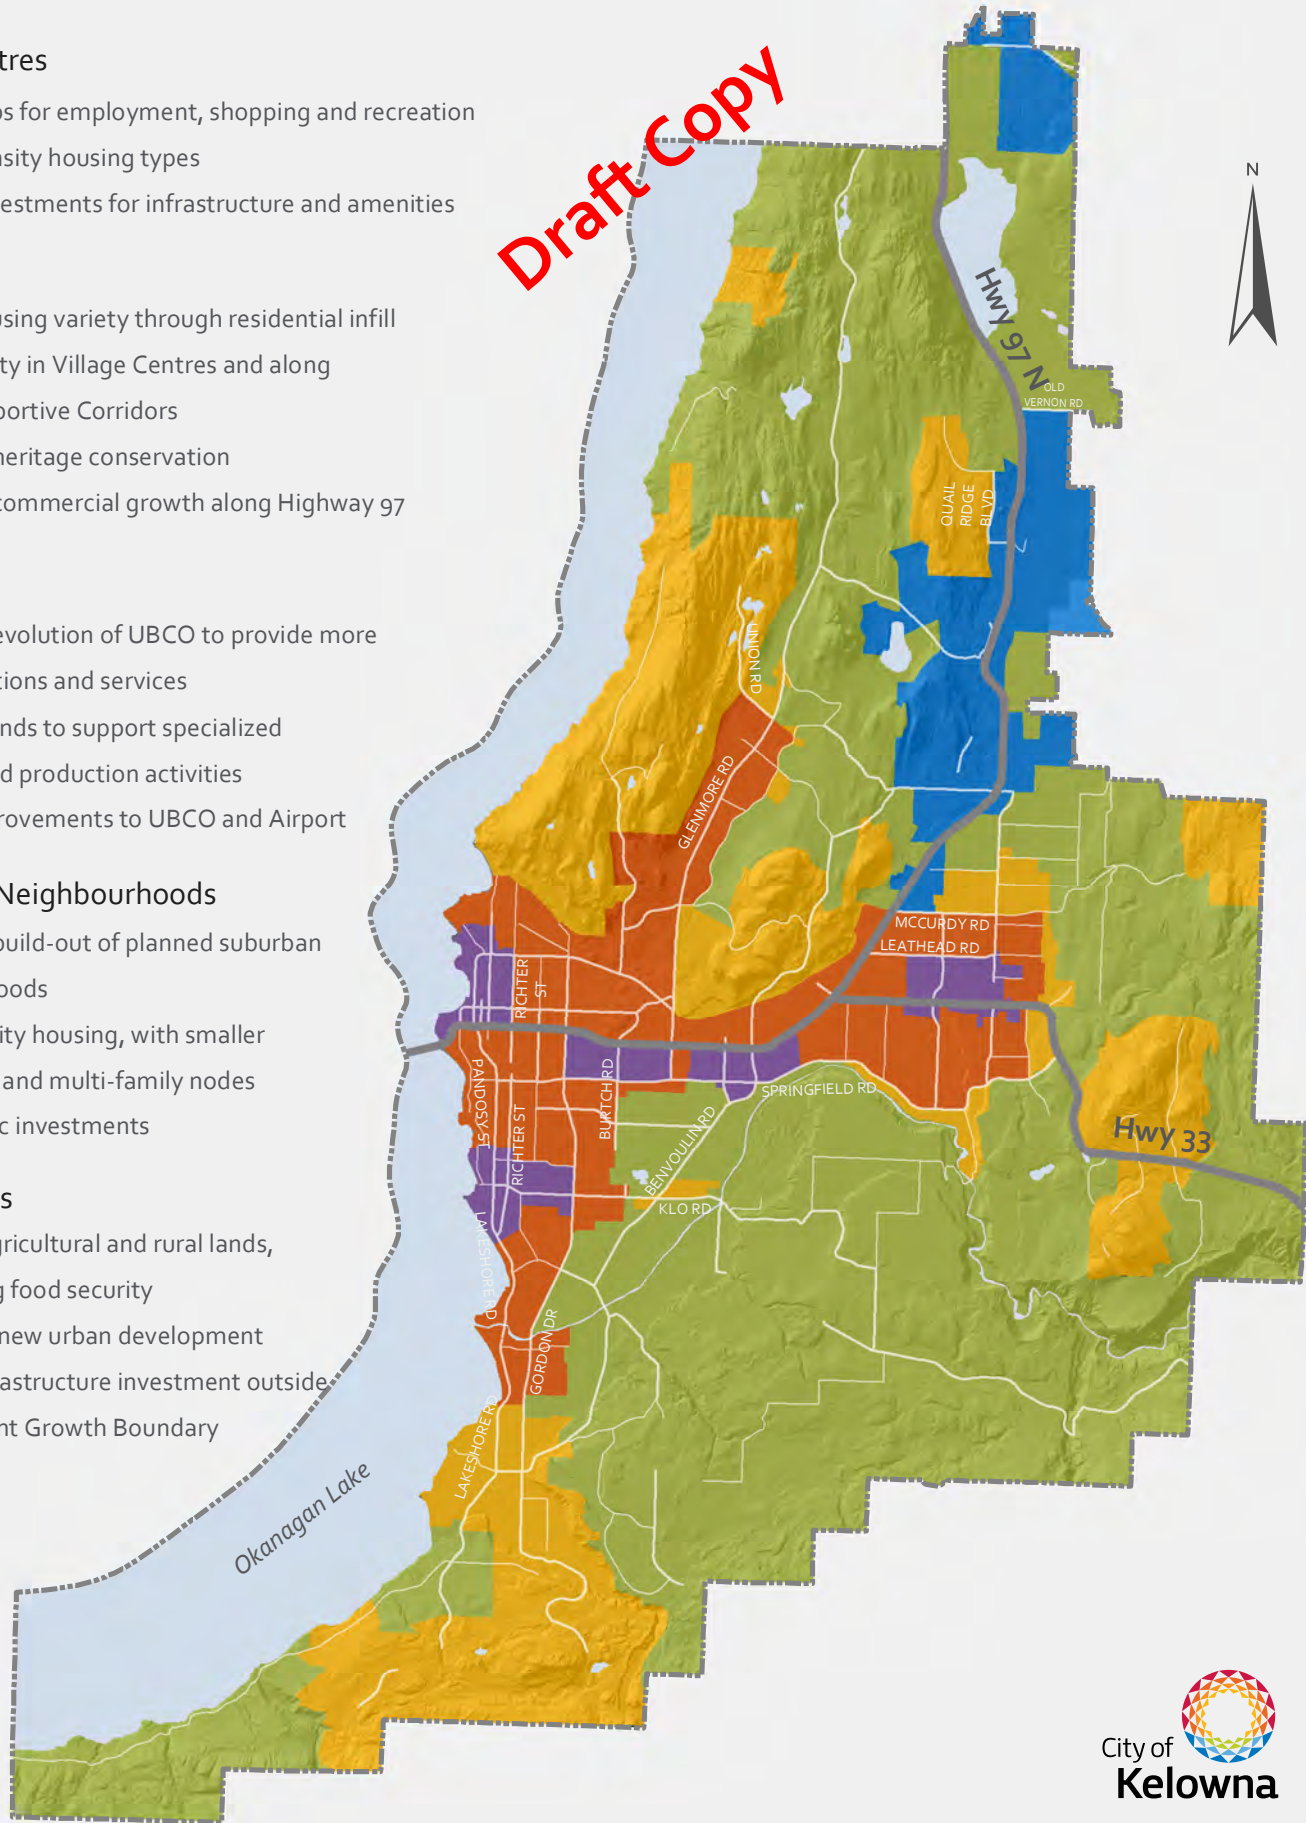 tres
s for employment, shopping and recreation
sity housing types
estments for infrastructure and amenities
using variety through residential infill
ty in Village Centres and along
portive Corridors
heritage conservation
commercial growth along Highway 97
evolution of UBCO to provide more
tions and services
nds to support specialized
d production activities
rovements to UBCO and Airport
Neighbourhoods
build-out of planned suburban
oods
ity housing, with smaller
and multi-family nodes
c investments
s
gricultural and rural lands,
g food security
new urban development
astructure investment outside
nt Growth Boundary
Draft Copy
N
Hwy 97 N
OLD
VERNON RD
QUAIL
RIDGE
BLVD
UNION RD
GLENMORE RD
MCCURDY RD
LEATHEAD RD
RICHTER
ST
PANDOSY ST
RICHTER ST
BURTCH RD
SPRINGFIELD RD
BENVOULIN RD
KLO RD
Hwy 33
LAKESHORE RD
GORDON DR
LAKESHORE RD
Okanagan Lake
City of
Kelowna